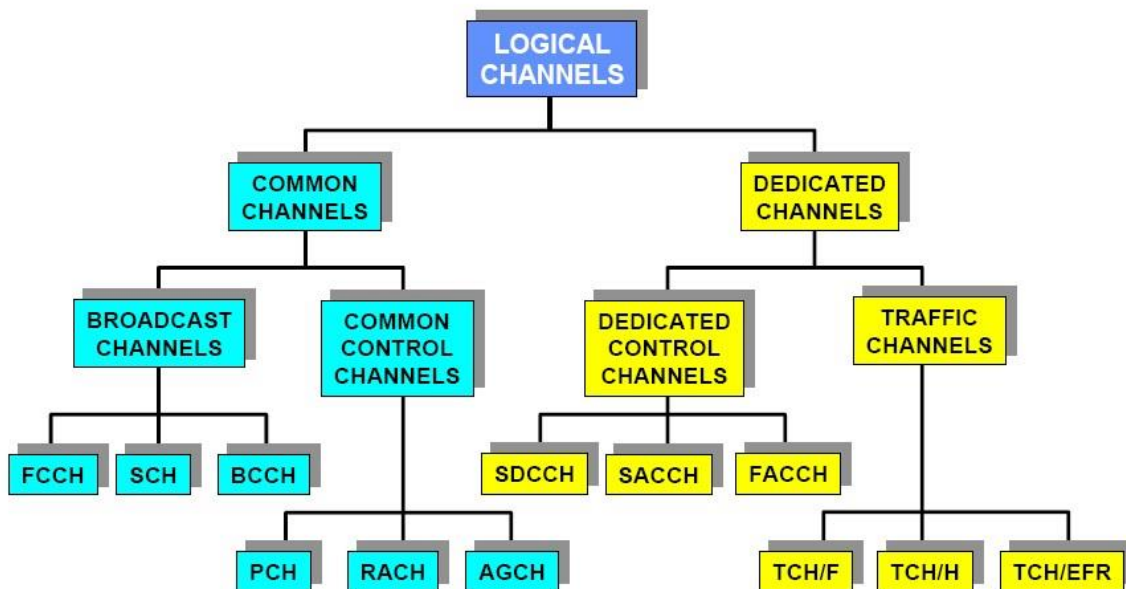 LOGICAL
CHANNELS
COMMON
CHANNELS
DEDICATED
CHANNELS
BROADCAST
CHANNELS
COMMON
CONTROL
CHANNELS
DEDICATED
CONTROL
CHANNELS
TRAFFIC
CHANNELS
FCCH
SCH
BCCH
SDCCH
SACCH
FACCH
PCH
RACH
AGCH
TCH/F
TCH/H
TCH/EFR